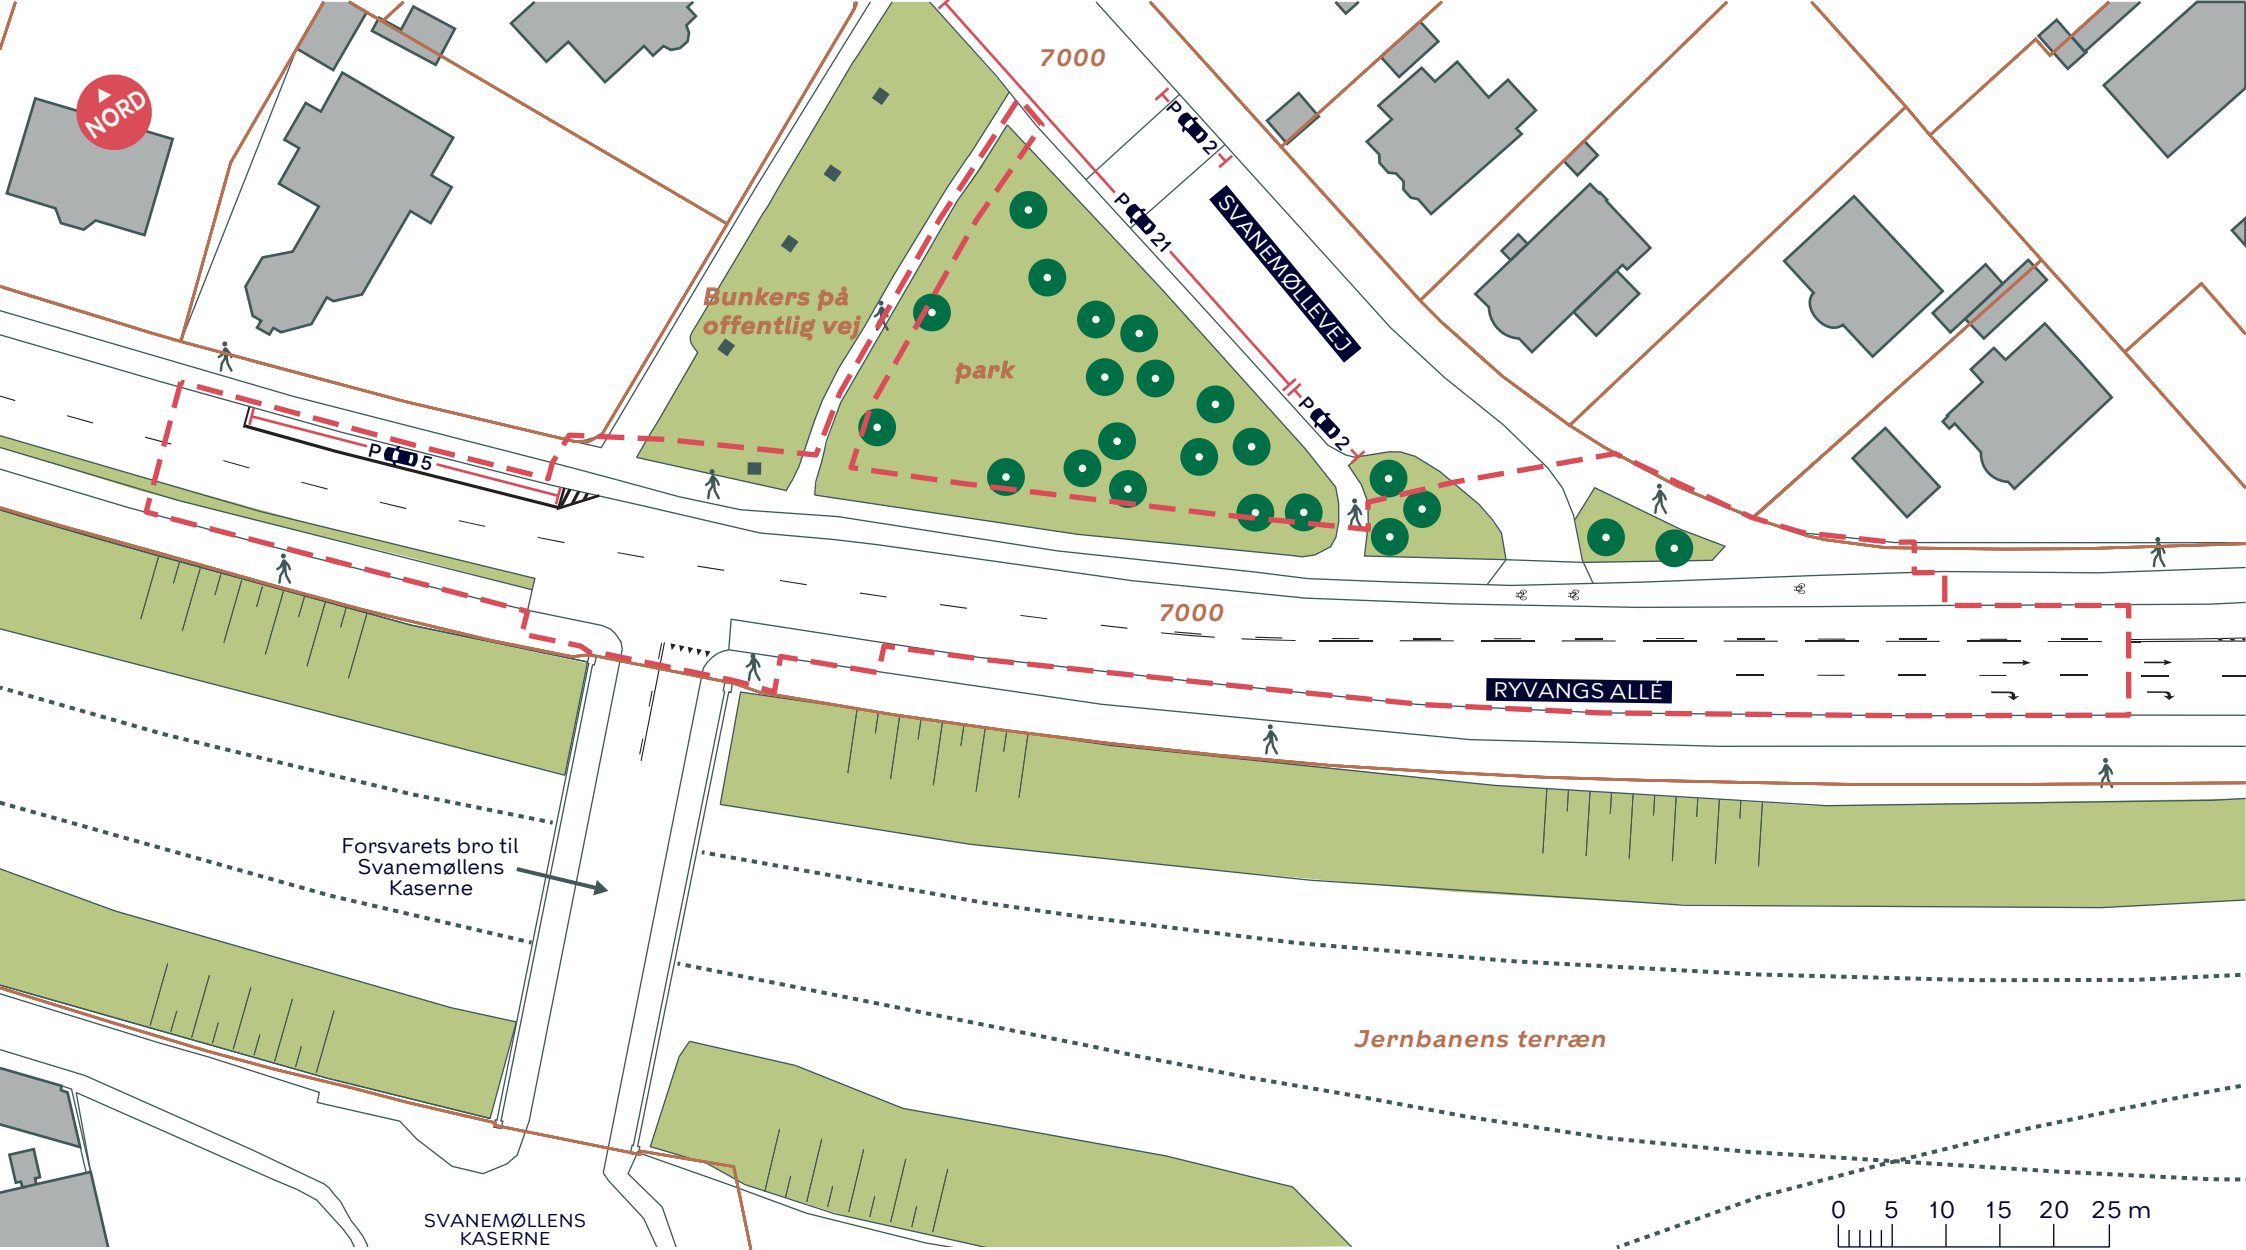 7000
NORD
P 2
P 21
SVANEMØLLEVEJ
Bunkers på
offentlig vej
park
P 2
P 5
7000
RYVANGS ALLÉ
Forsvarets bro til
Svanemøllens
Kaserne
Jernbanens terræn
0 5 10 15 20 25 m
SVANEMØLLENS
KASERNE